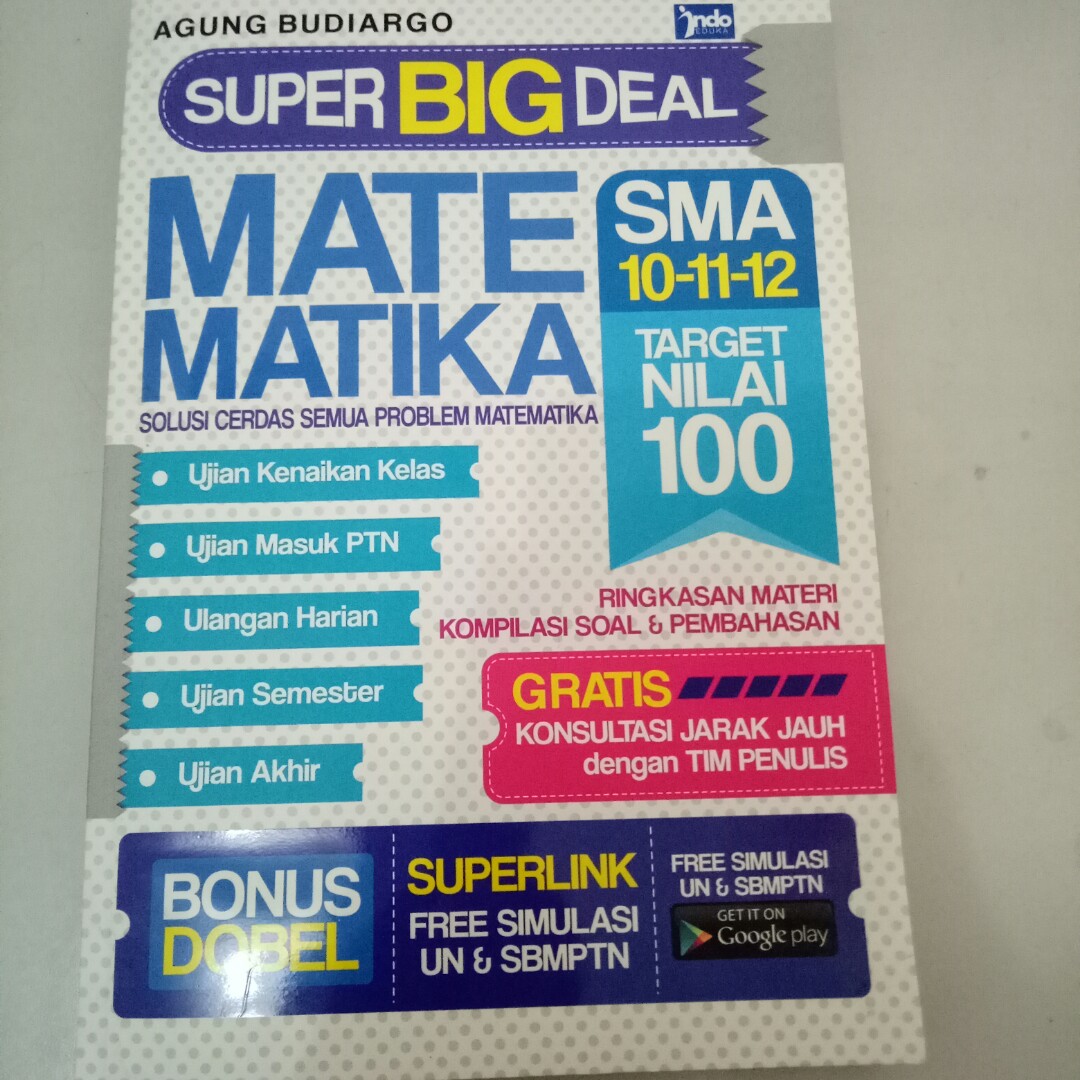 AGUNG BUDIARGO
indo
EDUKA
SUPER BIG DEAL
MATE
MATIKA
SOLUSI CERDAS SEMUA PROBLEM MATEMATIKA
SMA
10-11-12
TARGET
NILAI
100
• Ujian Kenaikan Kelas
• Ujian Masuk PTN
• Ulangan Harian
• Ujian Semester
• Ujian Akhir
RINGKASAN MATERI
KOMPILASI SOAL & PEMBAHASAN
GRATIS
KONSULTASI JARAK JAUH
dengan TIM PENULIS
BONUS
DOBEL
SUPERLINK
FREE SIMULASI
UN & SBMPTN
FREE SIMULASI
UN & SBMPTN
GET IT ON
Google play